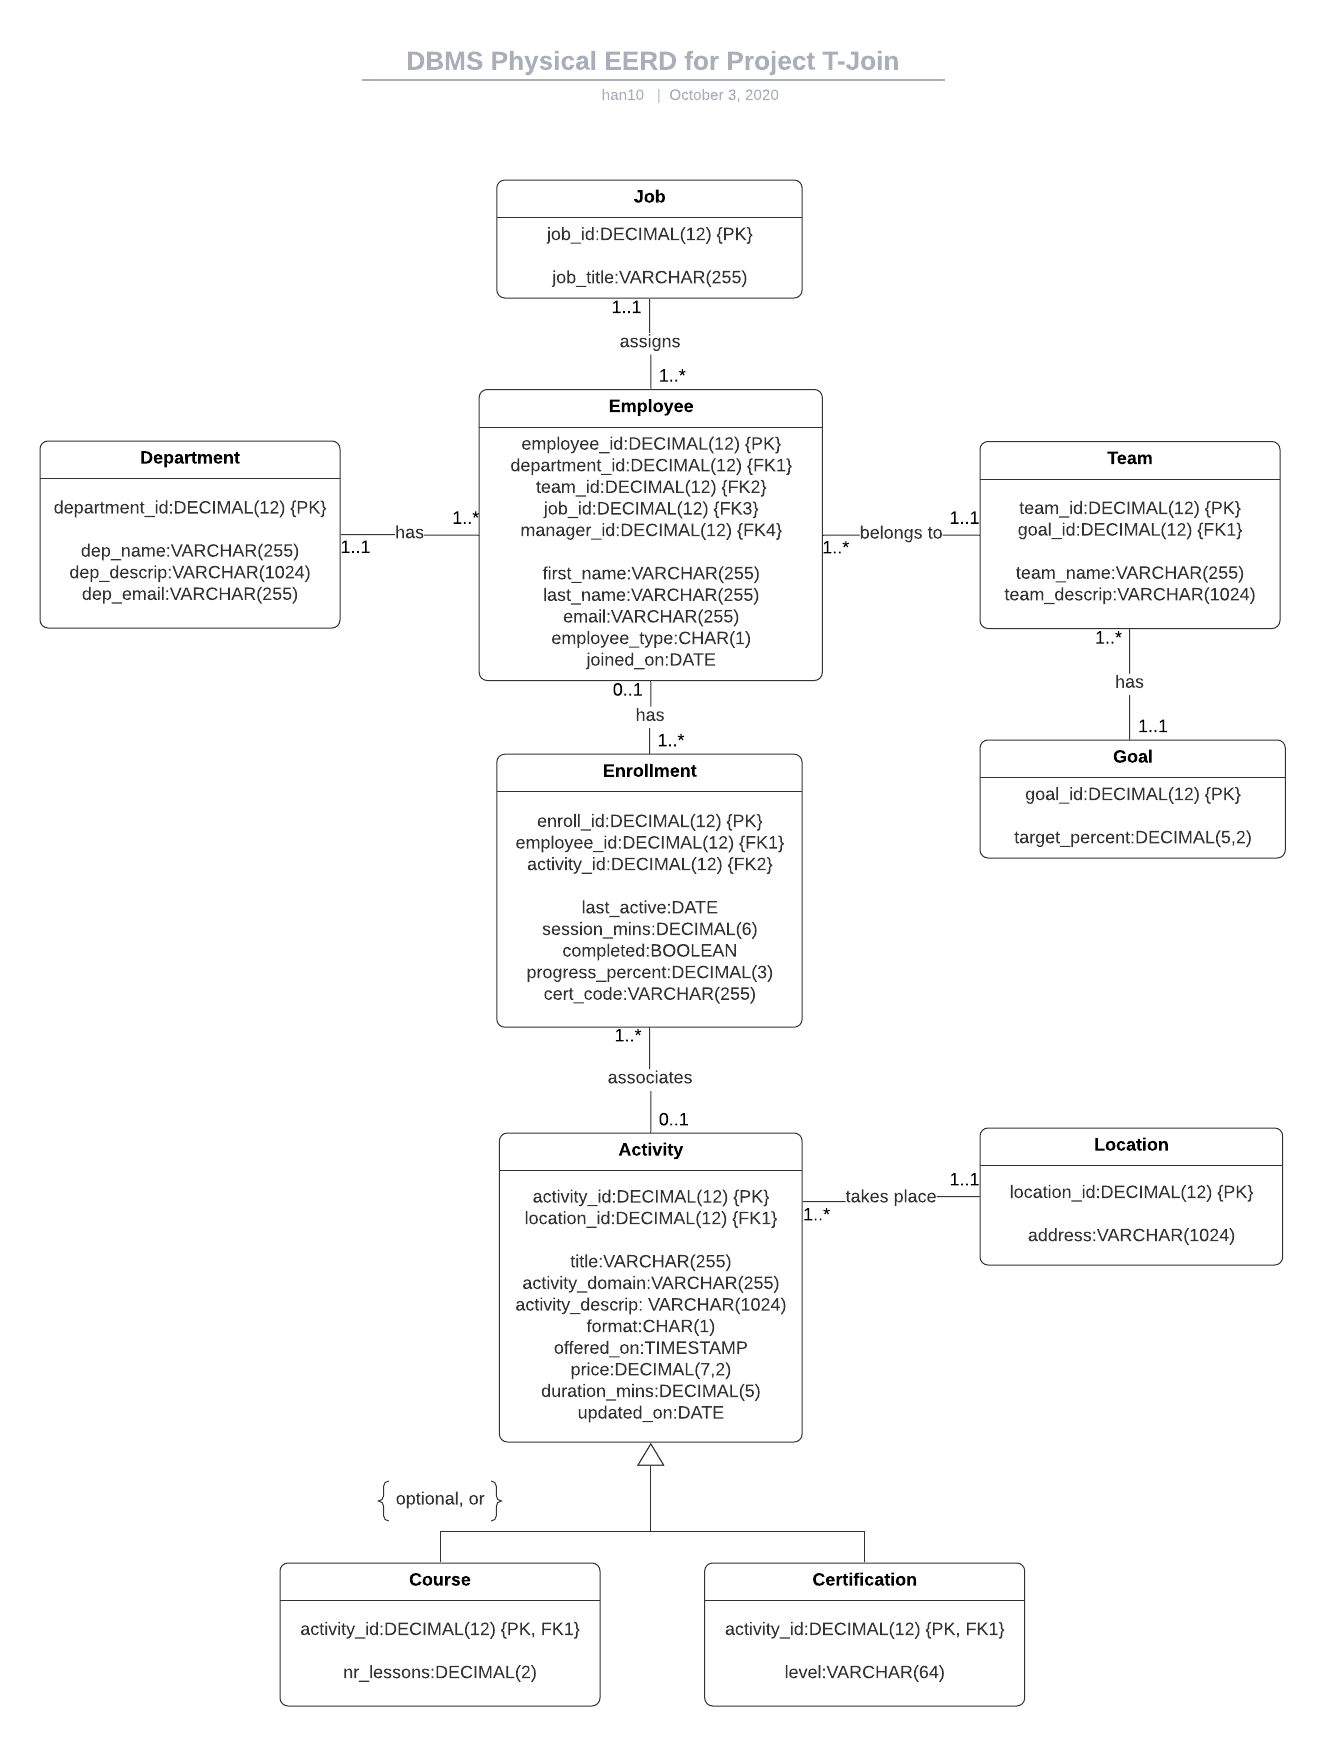 DBMS Physical EERD for Project T-Join
han10 | October 3, 2020
Job
job_id:DECIMAL(12) {PK}
job_title:VARCHAR(255)
1..1
assigns
1..*
Employee
employee_id:DECIMAL(12) {PK}
department_id:DECIMAL(12) {FK1}
team_id:DECIMAL(12) {FK2}
job_id:DECIMAL(12) {FK3}
manager_id:DECIMAL(12) {FK4}
first_name:VARCHAR(255)
last_name:VARCHAR(255)
email:VARCHAR(255)
employee_type:CHAR(1)
joined_on:DATE
Department
department_id:DECIMAL(12) {PK}
dep_name:VARCHAR(255)
dep_descrip:VARCHAR(1024)
dep_email:VARCHAR(255)
1..1
has
1..*
1..*
belongs to
1..1
Team
team_id:DECIMAL(12) {PK}
goal_id:DECIMAL(12) {FK1}
team_name:VARCHAR(255)
team_descrip:VARCHAR(1024)
1..*
has
1..1
Goal
goal_id:DECIMAL(12) {PK}
target_percent:DECIMAL(5,2)
0..1
has
1..*
Enrollment
enroll_id:DECIMAL(12) {PK}
employee_id:DECIMAL(12) {FK1}
activity_id:DECIMAL(12) {FK2}
last_active:DATE
session_mins:DECIMAL(6)
completed:BOOLEAN
progress_percent:DECIMAL(3)
cert_code:VARCHAR(255)
1..*
associates
0..1
Activity
activity_id:DECIMAL(12) {PK}
location_id:DECIMAL(12) {FK1}
title:VARCHAR(255)
activity_domain:VARCHAR(255)
activity_descrip: VARCHAR(1024)
format:CHAR(1)
offered_on:TIMESTAMP
price:DECIMAL(7,2)
duration_mins:DECIMAL(5)
updated_on:DATE
1..*
takes place
1..1
Location
location_id:DECIMAL(12) {PK}
address:VARCHAR(1024)
{ optional, or }
Course
activity_id:DECIMAL(12) {PK, FK1}
nr_lessons:DECIMAL(2)
Certification
activity_id:DECIMAL(12) {PK, FK1}
level:VARCHAR(64)